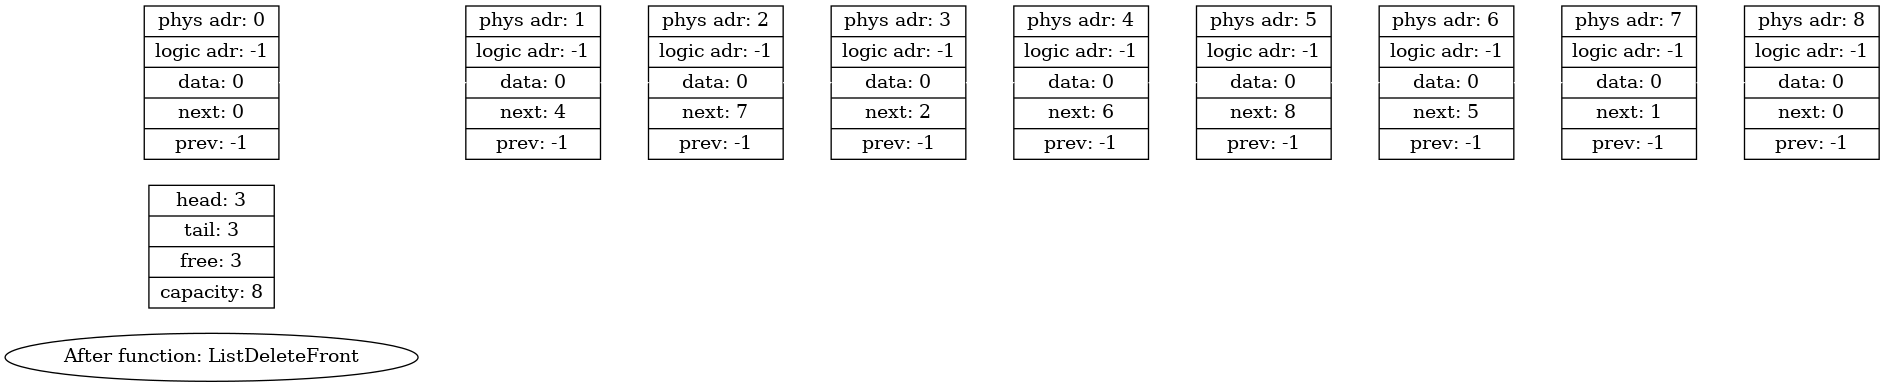 phys adr: 0
logic adr: -1
data: 0
next: 0
prev: -1
phys adr: 1
logic adr: -1
data: 0
next: 4
prev: -1
phys adr: 2
logic adr: -1
data: 0
next: 7
prev: -1
phys adr: 3
logic adr: -1
data: 0
next: 2
prev: -1
phys adr: 4
logic adr: -1
data: 0
next: 6
prev: -1
phys adr: 5
logic adr: -1
data: 0
next: 8
prev: -1
phys adr: 6
logic adr: -1
data: 0
next: 5
prev: -1
phys adr: 7
logic adr: -1
data: 0
next: 1
prev: -1
phys adr: 8
logic adr: -1
data: 0
next: 0
prev: -1
head: 3
tail: 3
free: 3
capacity: 8
After function: ListDeleteFront